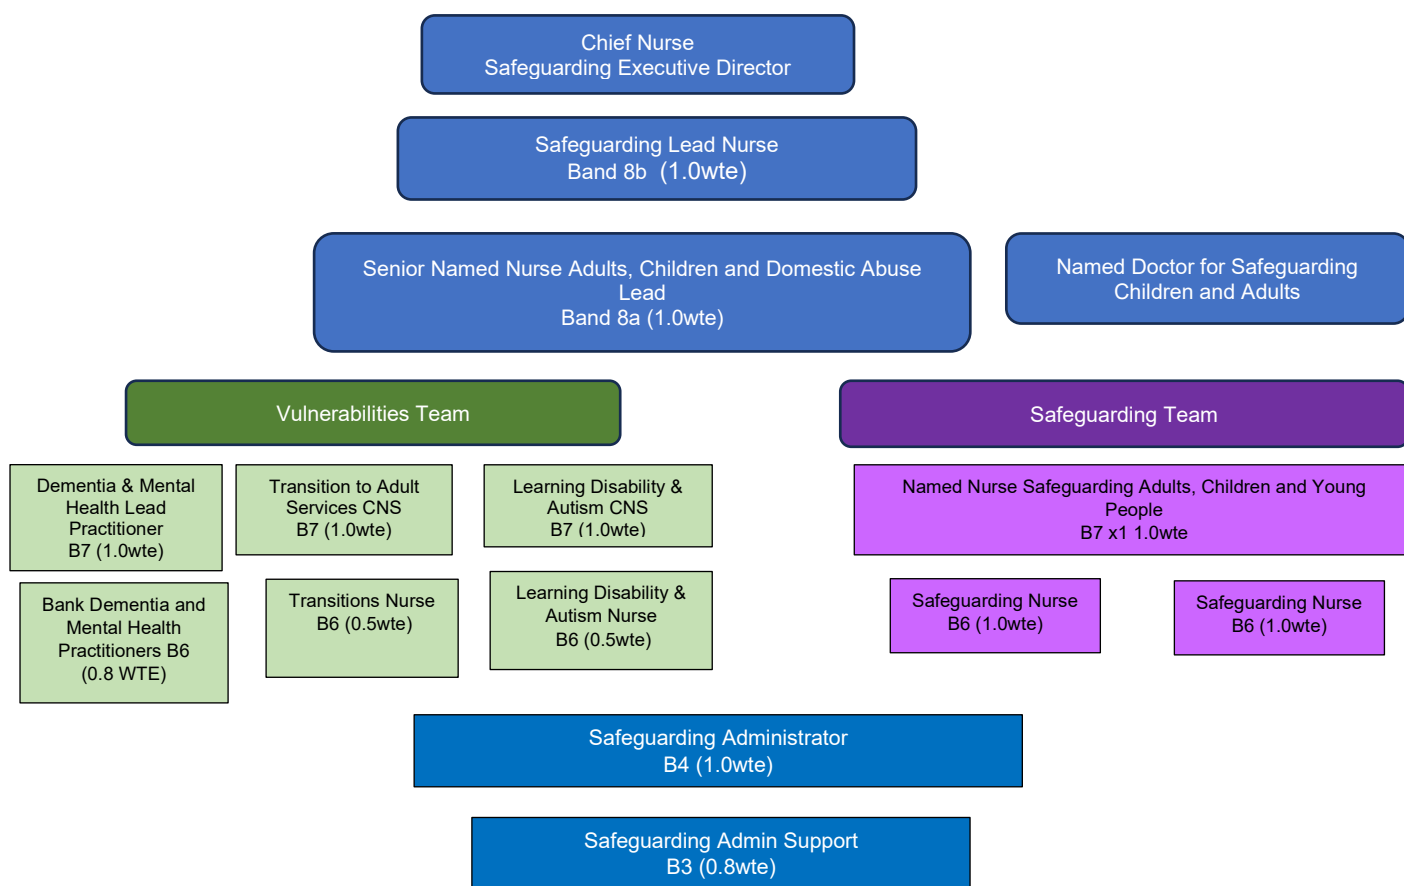 Chief Nurse
Safeguarding Executive Director
Safeguarding Lead Nurse
Band 8b (1.0wte)
Senior Named Nurse Adults, Children and Domestic Abuse
Lead
Band 8a (1.0wte)
Named Doctor for Safeguarding
Children and Adults
Vulnerabilities Team
Safeguarding Team
Dementia & Mental
Health Lead
Practitioner
B7 (1.0wte)
Transition to Adult
Services CNS
B7 (1.0wte)
Learning Disability &
Autism CNS
B7 (1.0wte)
Named Nurse Safeguarding Adults, Children and Young
People
B7 x1 1.0wte
Bank Dementia and
Mental Health
Practitioners B6
(0.8 WTE)
Transitions Nurse
B6 (0.5wte)
Learning Disability &
Autism Nurse
B6 (0.5wte)
Safeguarding Nurse
B6 (1.0wte)
Safeguarding Nurse
B6 (1.0wte)
Safeguarding Administrator
B4 (1.0wte)
Safeguarding Admin Support
B3 (0.8wte)